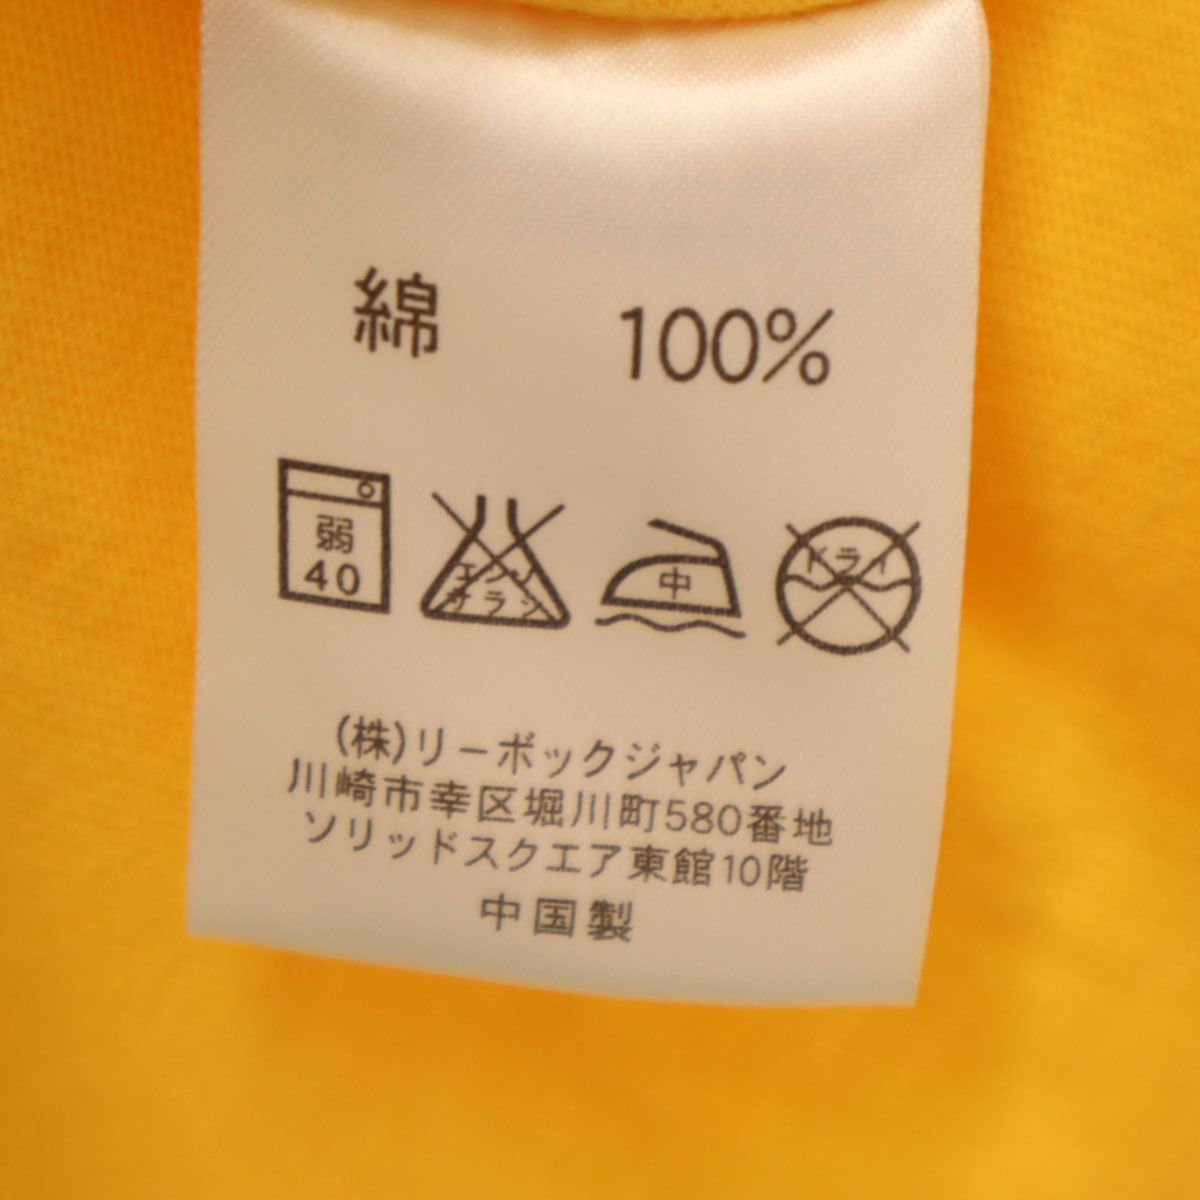 綿 100%
弱 エンソ 中 ドライ
40 サラシ
(株)リーボックジャパン
川崎市幸区堀川町580番地
ソリッドスクエア東館10階
中国製